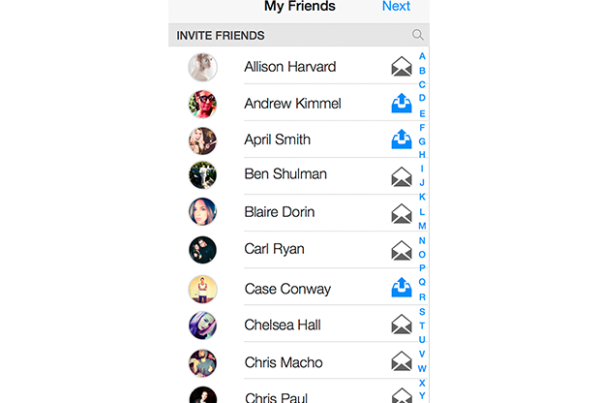 My Friends Next
INVITE FRIENDS
A
Allison Harvard
B
C
D
Andrew Kimmel
E
F
April Smith
G
H
Ben Shulman
I
J
K
Blaire Dorin
L
M
N
Carl Ryan
O
P
Q
Case Conway
R
S
Chelsea Hall
T
U
V
Chris Macho
W
X
Chris Paul
Y